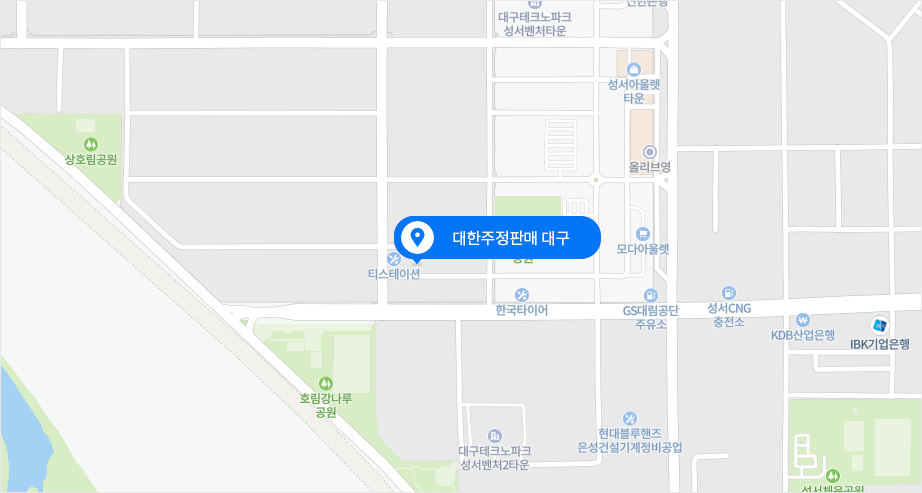 신한은행
대구테크노파크
성서벤처타운
성서아울렛
타운
올리브영
상호림공원
대한주정판매 대구
공원
모다아울렛
티스테이션
한국타이어
GS대림공단
주유소
성서CNG
충전소
KDB산업은행
IBK기업은행
호림강나루
공원
현대블루핸즈
은성건설기계정비공업
대구테크노파크
성서벤처2타운
성서체육공원